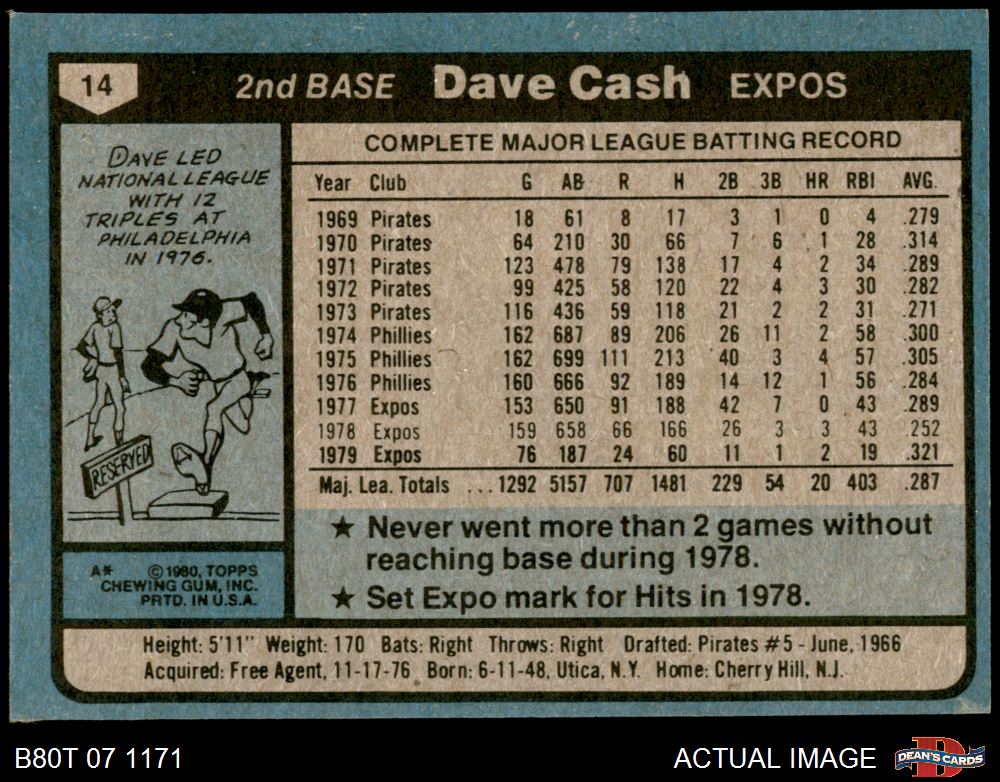 14 2nd BASE Dave Cash EXPOS
DAVE LED
NATIONAL LEAGUE
WITH 12
TRIPLES AT
PHILADELPHIA
IN 1976.
RESERVED
A* © 1980, TOPPS
CHEWING GUM, INC.
PRTD. IN U.S.A.
COMPLETE MAJOR LEAGUE BATTING RECORD
Year Club G AB R H 2B 3B HR RBI AVG.
1969 Pirates 18 61 8 17 3 1 0 4 .279
1970 Pirates 64 210 30 66 7 6 1 28 .314
1971 Pirates 123 478 79 138 17 4 2 34 .289
1972 Pirates 99 425 58 120 22 4 3 30 .282
1973 Pirates 116 436 59 118 21 2 2 31 .271
1974 Phillies 162 687 89 206 26 11 2 58 .300
1975 Phillies 162 699 111 213 40 3 4 57 .305
1976 Phillies 160 666 92 189 14 12 1 56 .284
1977 Expos 153 650 91 188 42 7 0 43 .289
1978 Expos 159 658 66 166 26 3 3 43 .252
1979 Expos 76 187 24 60 11 1 2 19 .321
Maj. Lea. Totals ... 1292 5157 707 1481 229 54 20 403 .287
★ Never went more than 2 games without
reaching base during 1978.
★ Set Expo mark for Hits in 1978.
Height: 5'11" Weight: 170 Bats: Right Throws: Right Drafted: Pirates #5 - June, 1966
Acquired: Free Agent, 11-17-76 Born: 6-11-48, Utica, N.Y. Home: Cherry Hill, N.J.
B80T 07 1171 ACTUAL IMAGE D DEAN'S CARDS